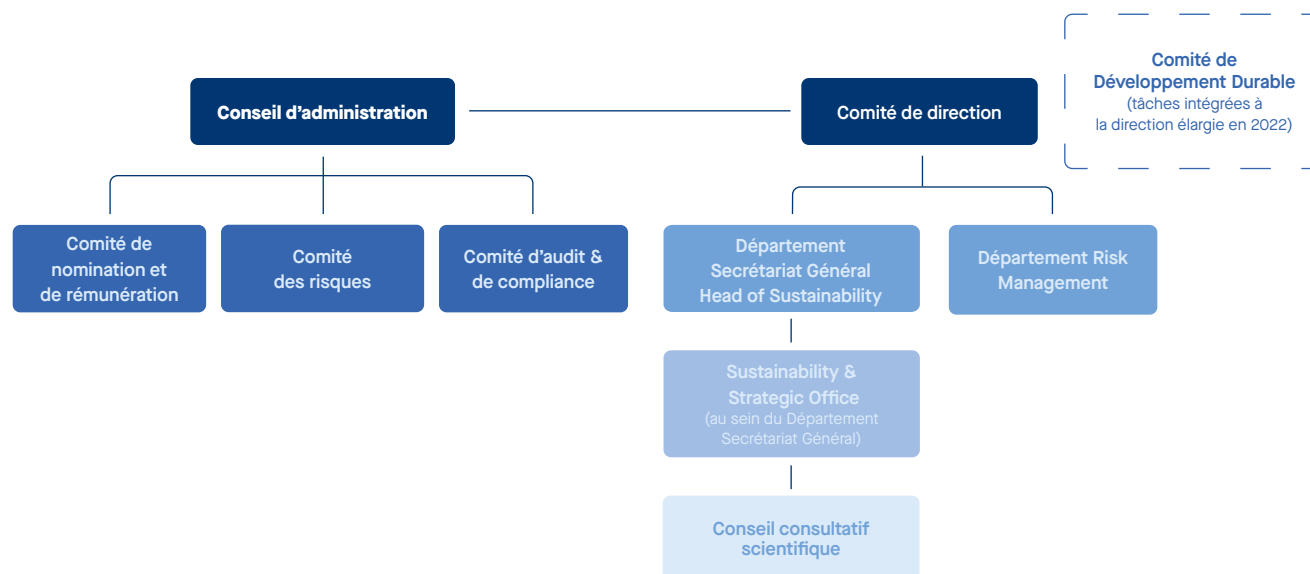 Comité de
Développement Durable
(tâches intégrées à
la direction élargie en 2022)
Conseil d’administration
Comité de direction
Comité de
nomination et
de rémunération
Comité
des risques
Comité d’audit &
de compliance
Département
Secrétariat Général
Head of Sustainability
Département Risk
Management
Sustainability &
Strategic Office
(au sein du Département
Secrétariat Général)
Conseil consultatif
scientifique